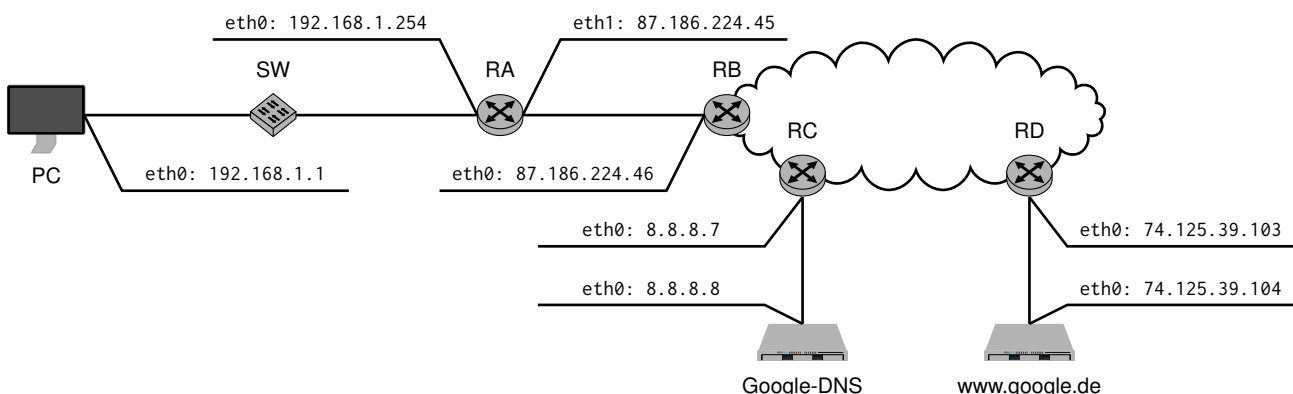 eth0: 192.168.1.254
eth1: 87.186.224.45
SW
RA
RB
RC
RD
PC
eth0: 192.168.1.1
eth0: 87.186.224.46
eth0: 8.8.8.7
eth0: 74.125.39.103
eth0: 8.8.8.8
eth0: 74.125.39.104
Google-DNS
www.google.de